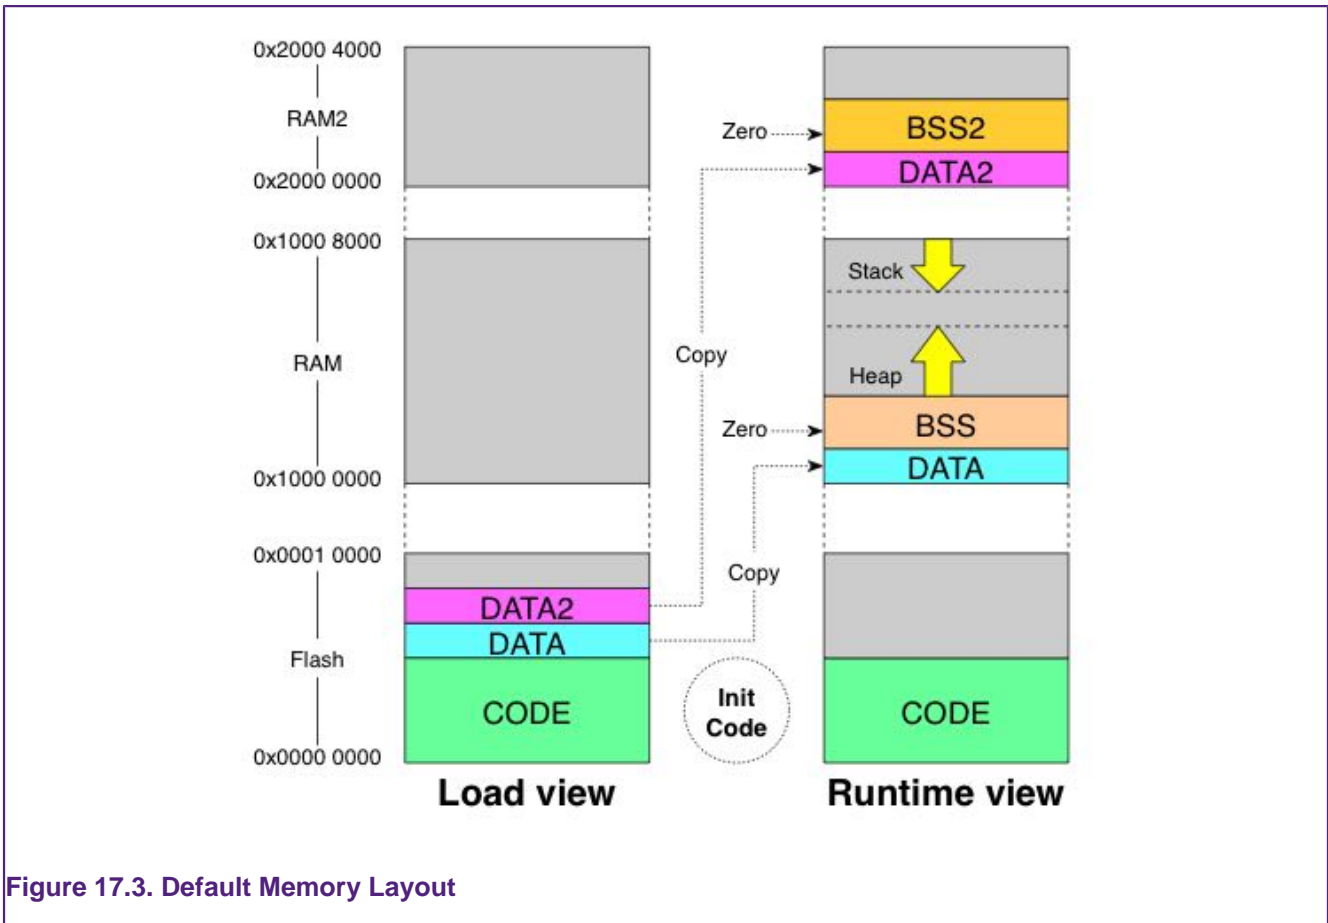 0x2000 4000
RAM2
0x2000 0000
0x1000 8000
RAM
0x1000 0000
0x0001 0000
Flash
0x0000 0000
DATA2
DATA
CODE
Load view
Zero
Copy
Zero
Copy
Init
Code
BSS2
DATA2
Stack
Heap
BSS
DATA
CODE
Runtime view
Figure 17.3. Default Memory Layout